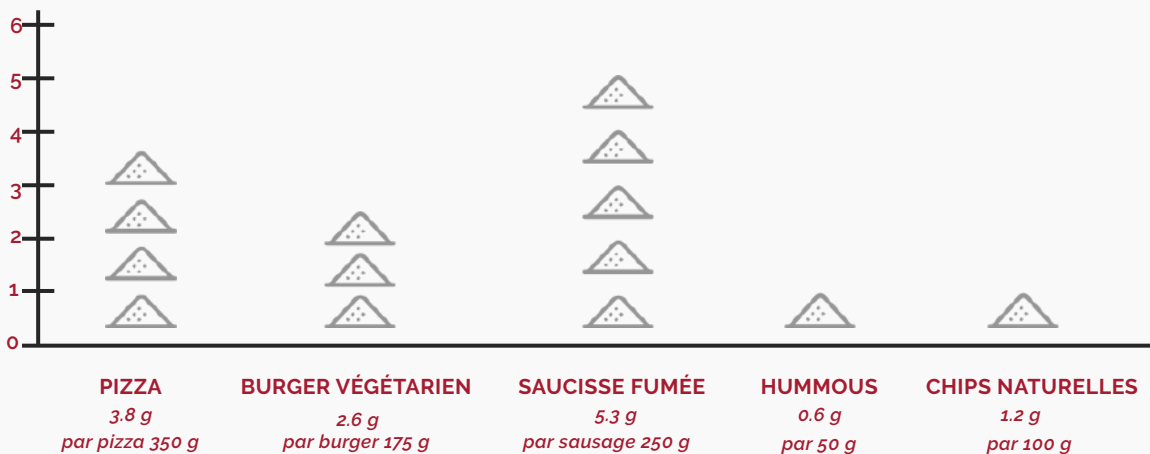 6
5
4
3
2
1
0
PIZZA
3.8 g
par pizza 350 g
BURGER VÉGÉTARIEN
2.6 g
par burger 175 g
SAUCISSE FUMÉE
5.3 g
par sausage 250 g
HUMMOUS
0.6 g
par 50 g
CHIPS NATURELLES
1.2 g
par 100 g